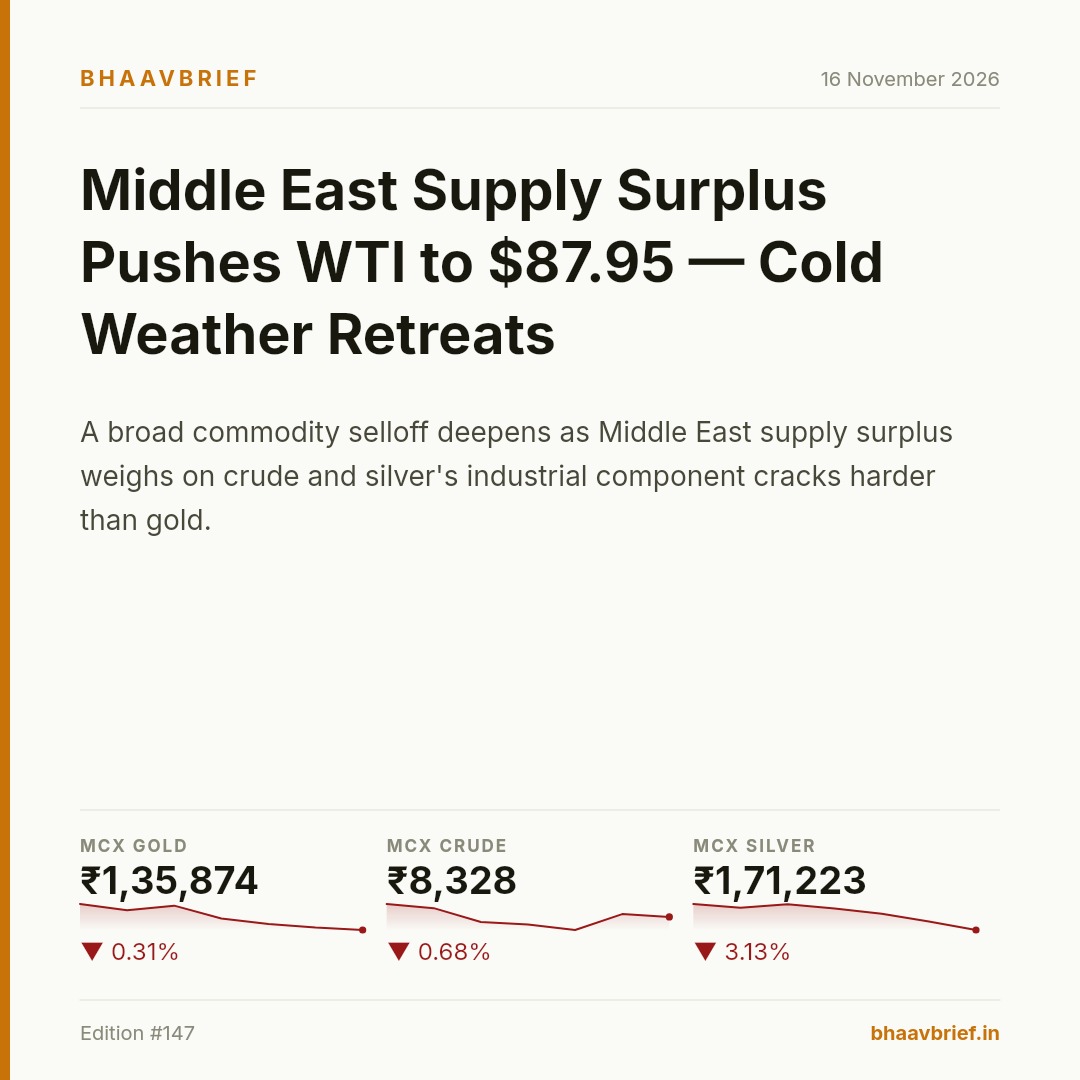 BHAAVBRIEF
16 November 2026
Middle East Supply Surplus
Pushes WTI to $87.95 — Cold
Weather Retreats
A broad commodity selloff deepens as Middle East supply surplus
weighs on crude and silver's industrial component cracks harder
than gold.
MCX GOLD
₹1,35,874
▼ 0.31%
MCX CRUDE
₹8,328
▼ 0.68%
MCX SILVER
₹1,71,223
▼ 3.13%
Edition #147
bhaavbrief.in